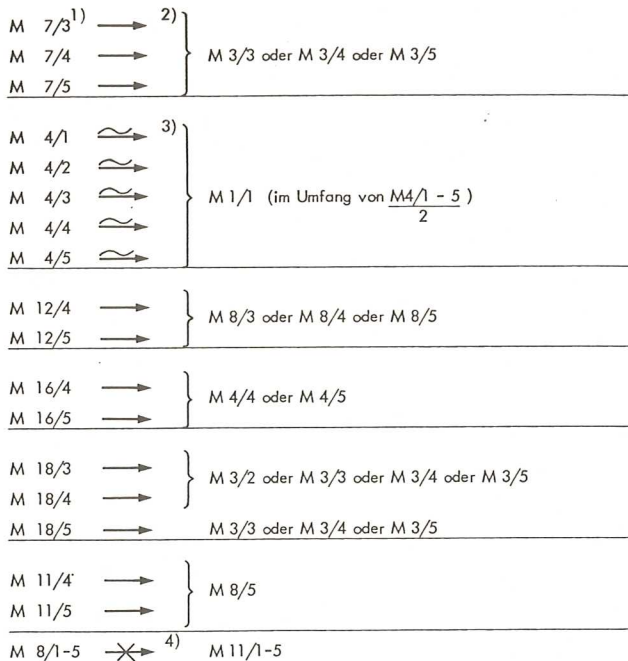 M 7/3 1) → 2)
M 7/4 → M 3/3 oder M 3/4 oder M 3/5
M 7/5 →
M 4/1 → 3)
M 4/2 →
M 4/3 → M 1/1 (im Umfang von M4/1 - 5 / 2 )
M 4/4 →
M 4/5 →
M 12/4 → M 8/3 oder M 8/4 oder M 8/5
M 12/5 →
M 16/4 → M 4/4 oder M 4/5
M 16/5 →
M 18/3 → M 3/2 oder M 3/3 oder M 3/4 oder M 3/5
M 18/4 →
M 18/5 → M 3/3 oder M 3/4 oder M 3/5
M 11/4 → M 8/5
M 11/5 →
M 8/1-5 → 4) M 11/1-5